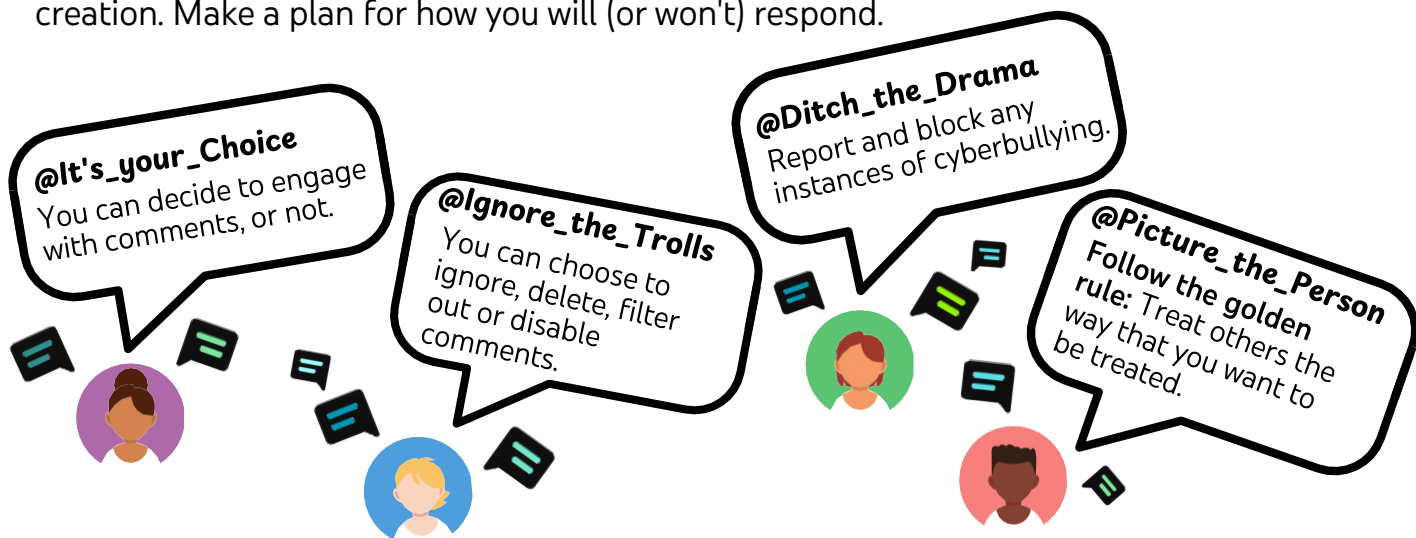 creation. Make a plan for how you will (or won't) respond.
@It's_your_Choice
You can decide to engage
with comments, or not.
@Ignore_the_Trolls
You can choose to
ignore, delete, filter
out or disable
comments.
@Ditch_the_Drama
Report and block any
instances of cyberbullying.
@Picture_the_Person
Follow the golden
rule: Treat others the
way that you want to
be treated.